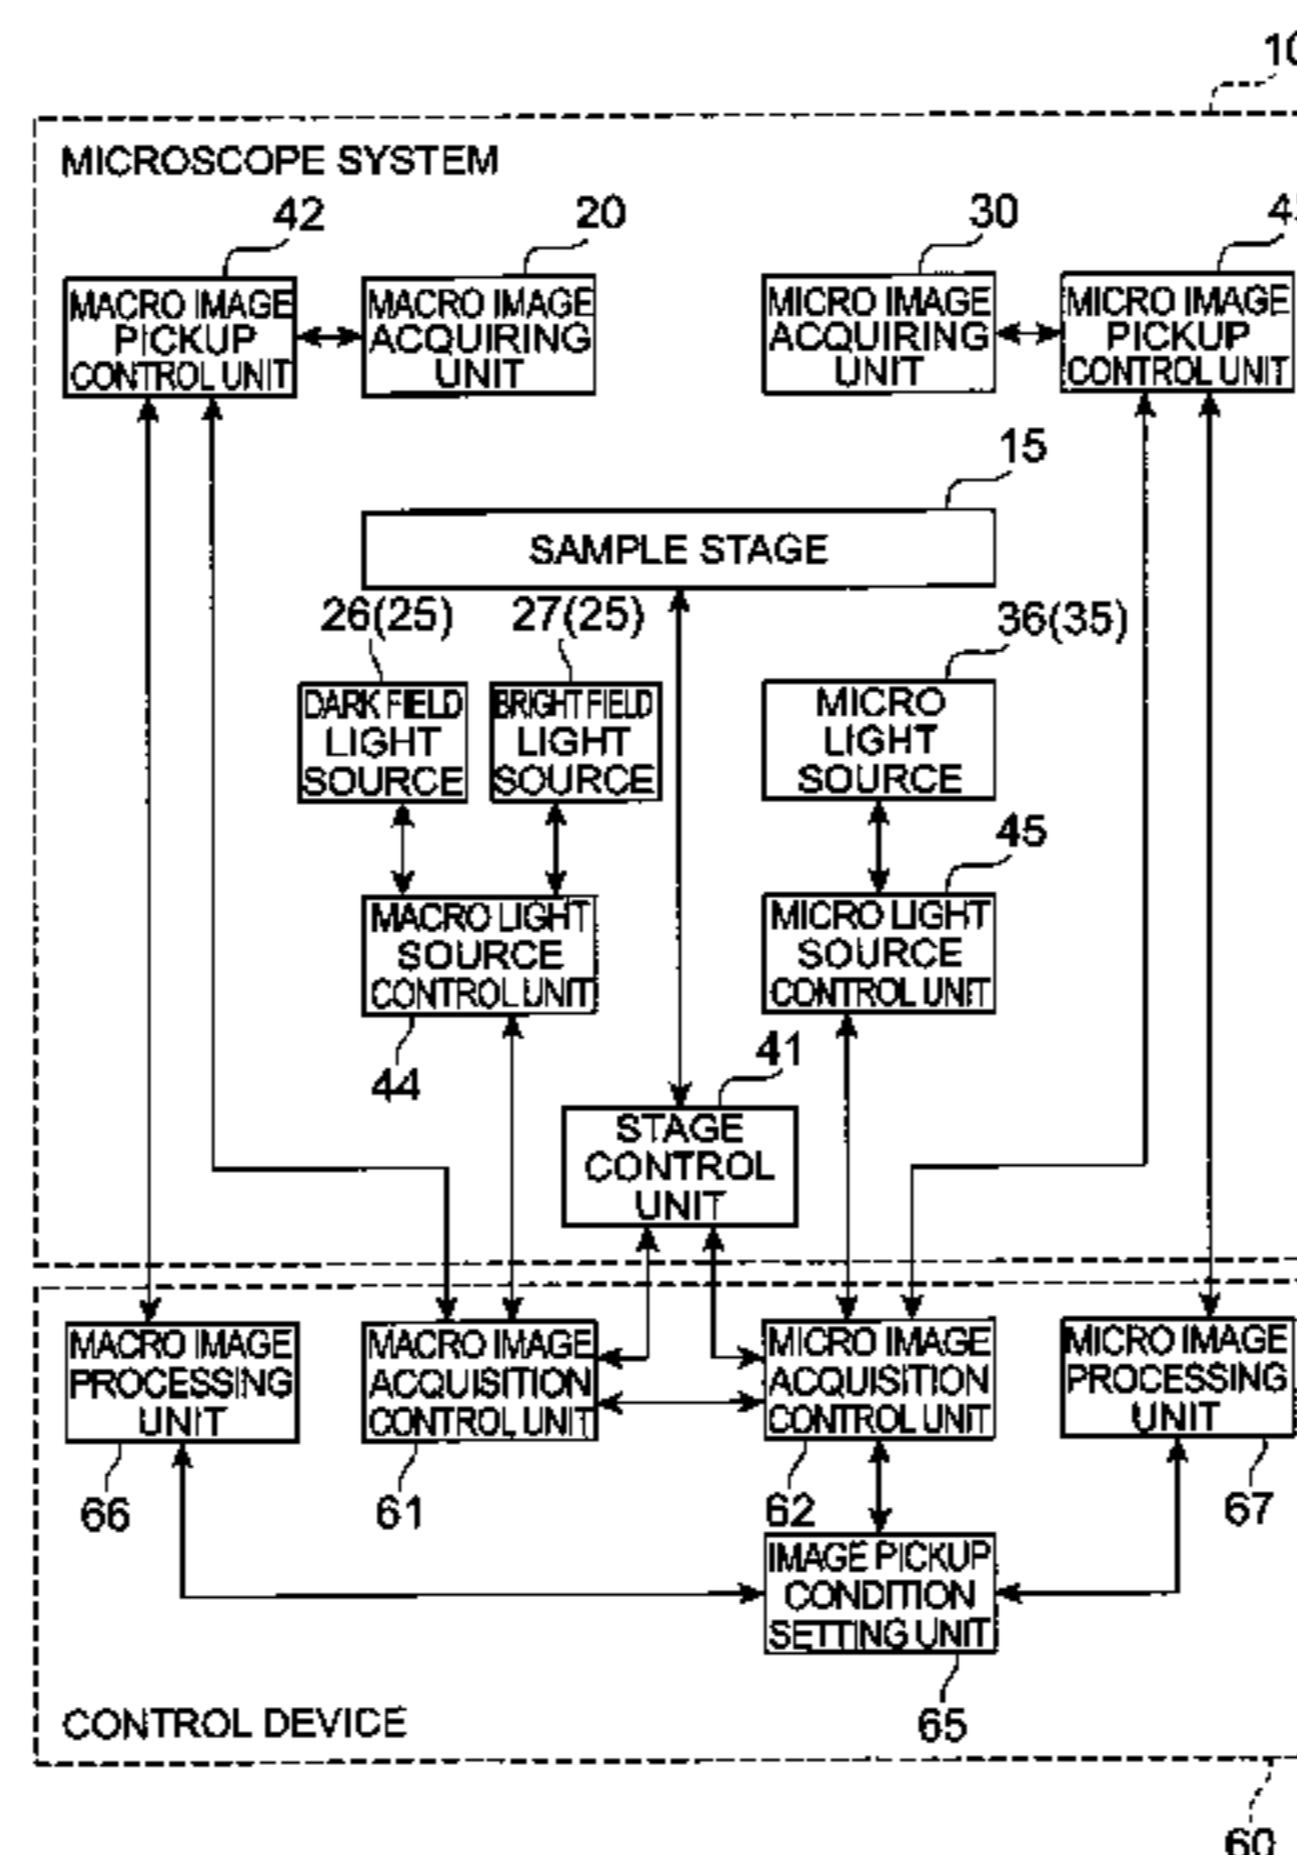 10
MICROSCOPE SYSTEM
42
20
30
MACRO IMAGE
PICKUP
CONTROL UNIT
MACRO IMAGE
ACQUIRING
UNIT
MICRO IMAGE
ACQUIRING
UNIT
MICRO IMAGE
PICKUP
CONTROL UNIT
15
SAMPLE STAGE
26(25)
27(25)
36(35)
DARK FIELD
LIGHT
SOURCE
BRIGHT FIELD
LIGHT
SOURCE
MICRO
LIGHT
SOURCE
45
MACRO LIGHT
SOURCE
CONTROL UNIT
MICRO LIGHT
SOURCE
CONTROL UNIT
44
41
STAGE
CONTROL
UNIT
MACRO IMAGE
PROCESSING
UNIT
MACRO IMAGE
ACQUISITION
CONTROL UNIT
MICRO IMAGE
ACQUISITION
CONTROL UNIT
MICRO IMAGE
PROCESSING
UNIT
66
61
62
67
IMAGE PICKUP
CONDITION
SETTING UNIT
65
CONTROL DEVICE
60